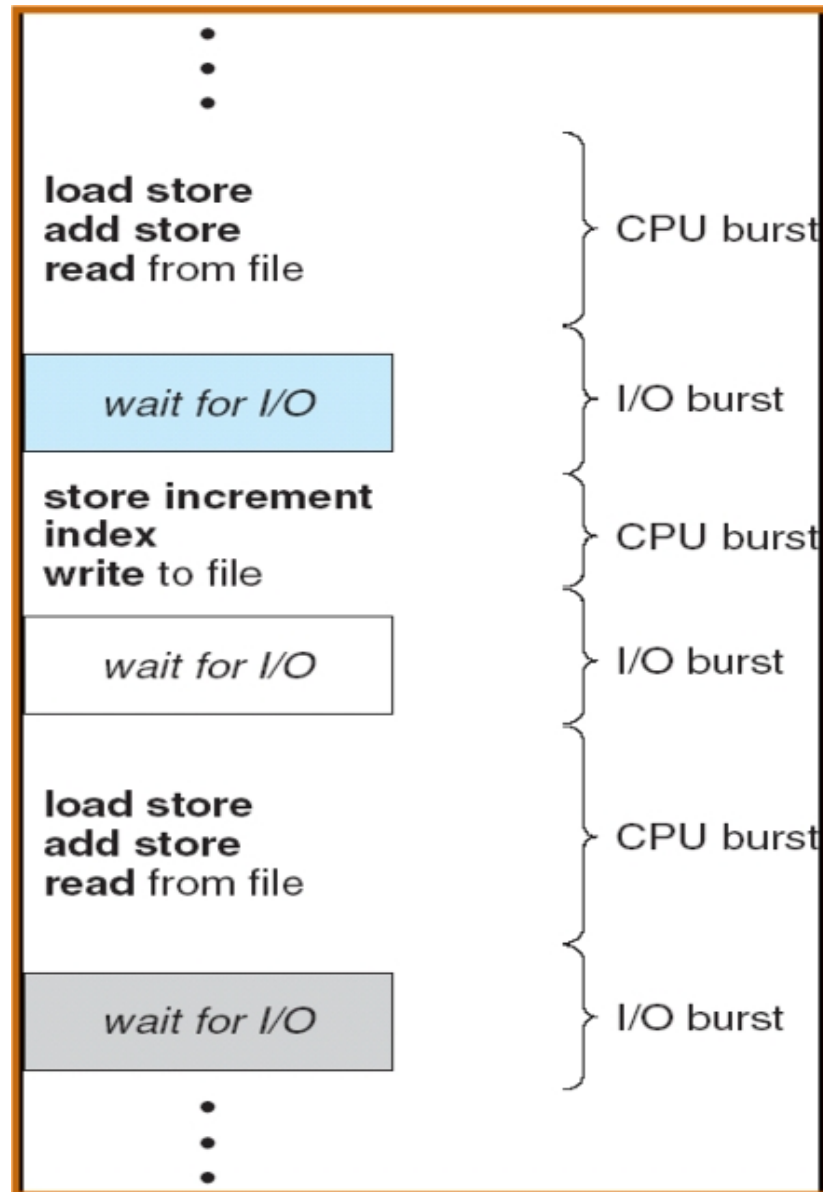 load store
add store
read from file
CPU burst
wait for I/O
I/O burst
store increment
index
write to file
CPU burst
wait for I/O
I/O burst
load store
add store
read from file
CPU burst
wait for I/O
I/O burst